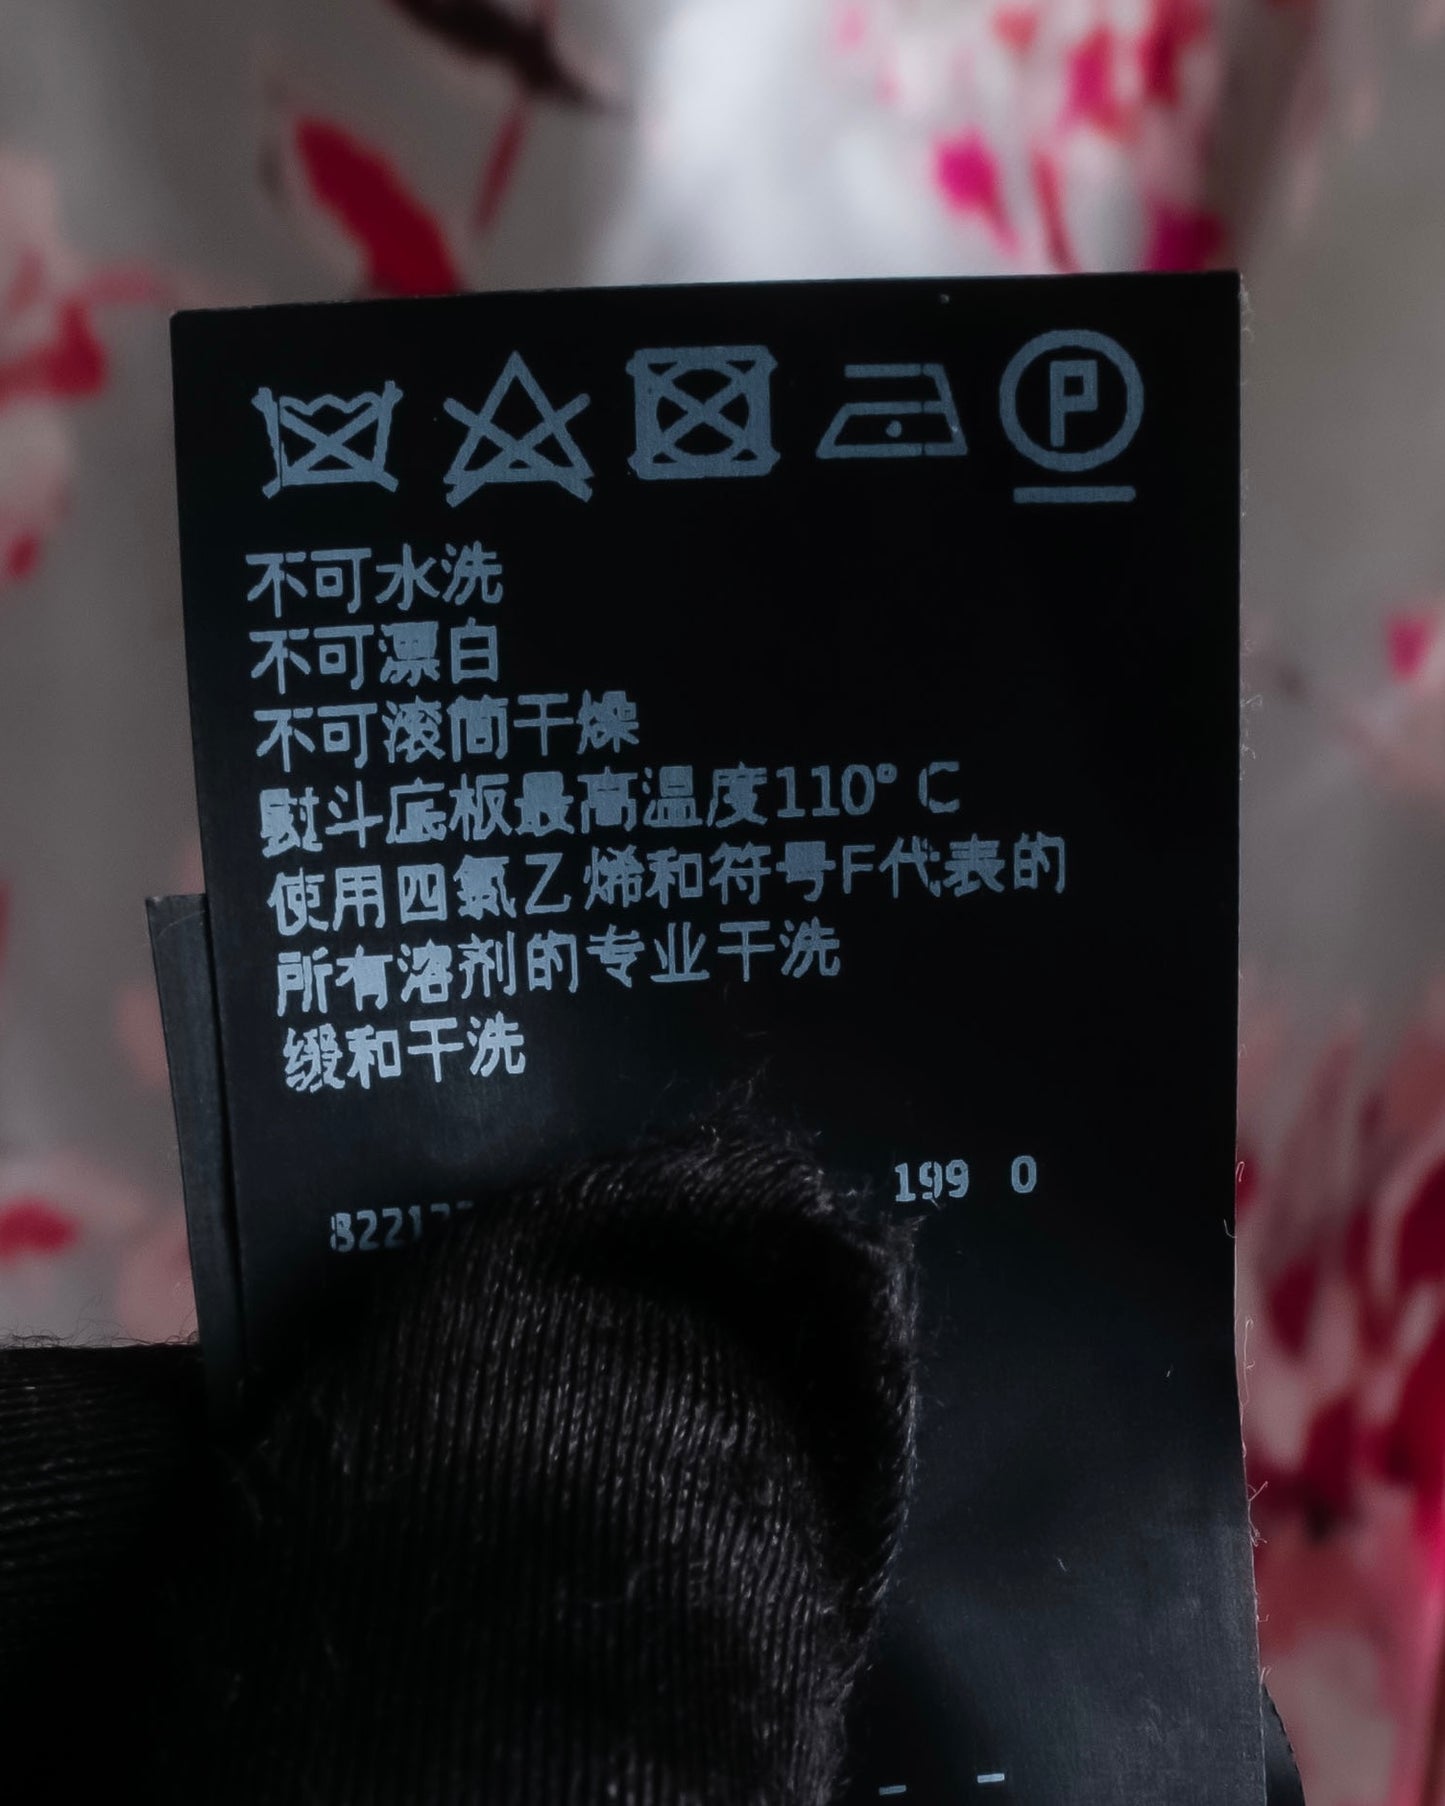 P
不可水洗
不可漂白
不可滚筒干燥
熨斗底板最高温度110° C
使用四氯乙烯和符号F代表的
所有溶剂的专业干洗
缓和干洗
199 0